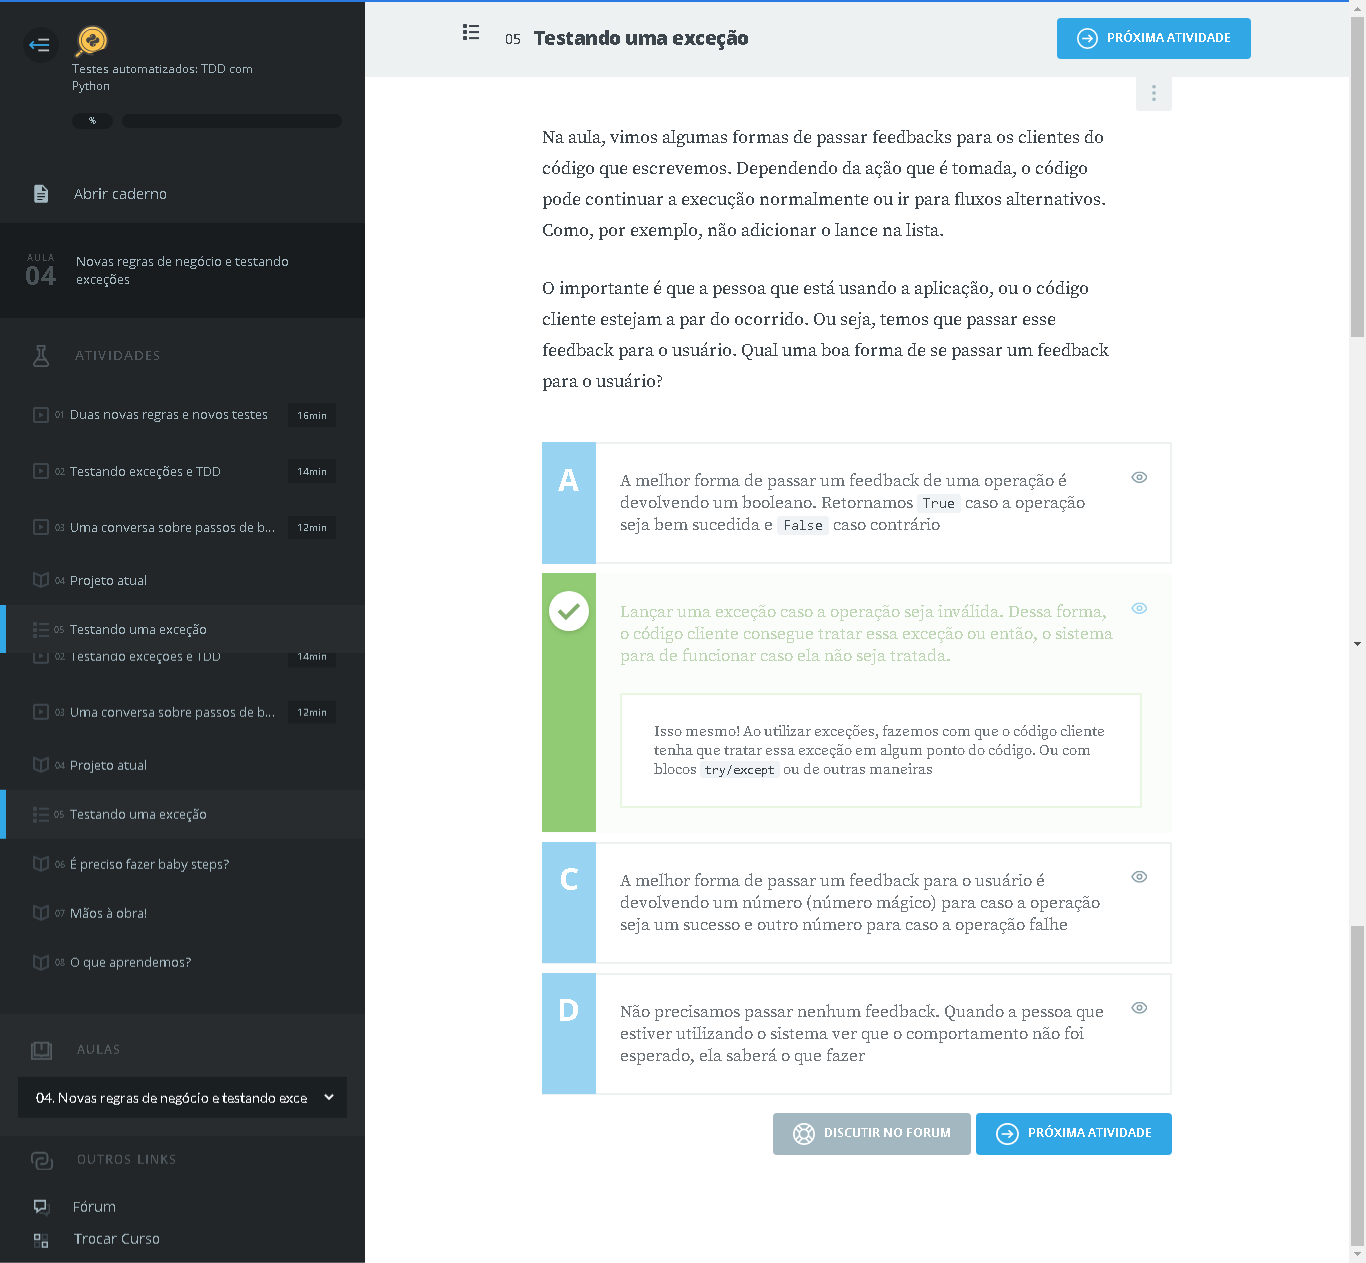 Testes automatizados: TDD com
Python
%
Abrir caderno
AULA
04
Novas regras de negócio e testando
exceções
ATIVIDADES
01 Duas novas regras e novos testes 16min
02 Testando exceções e TDD 14min
03 Uma conversa sobre passos de b... 12min
04 Projeto atual
05 Testando uma exceção
02 Testando exceções e TDD 14min
03 Uma conversa sobre passos de b... 12min
04 Projeto atual
05 Testando uma exceção
06 É preciso fazer baby steps?
07 Mãos à obra!
08 O que aprendemos?
AULAS
04. Novas regras de negócio e testando exce
OUTROS LINKS
Fórum
Trocar Curso
05 Testando uma exceção
PRÓXIMA ATIVIDADE
Na aula, vimos algumas formas de passar feedbacks para os clientes do
código que escrevemos. Dependendo da ação que é tomada, o código
pode continuar a execução normalmente ou ir para fluxos alternativos.
Como, por exemplo, não adicionar o lance na lista.
O importante é que a pessoa que está usando a aplicação, ou o código
cliente estejam a par do ocorrido. Ou seja, temos que passar esse
feedback para o usuário. Qual uma boa forma de se passar um feedback
para o usuário?
A
A melhor forma de passar um feedback de uma operação é
devolvendo um booleano. Retornamos True caso a operação
seja bem sucedida e False caso contrário
Lançar uma exceção caso a operação seja inválida. Dessa forma,
o código cliente consegue tratar essa exceção ou então, o sistema
para de funcionar caso ela não seja tratada.
Isso mesmo! Ao utilizar exceções, fazemos com que o código cliente
tenha que tratar essa exceção em algum ponto do código. Ou com
blocos try/except ou de outras maneiras
C
A melhor forma de passar um feedback para o usuário é
devolvendo um número (número mágico) para caso a operação
seja um sucesso e outro número para caso a operação falhe
D
Não precisamos passar nenhum feedback. Quando a pessoa que
estiver utilizando o sistema ver que o comportamento não foi
esperado, ela saberá o que fazer
DISCUTIR NO FORUM
PRÓXIMA ATIVIDADE